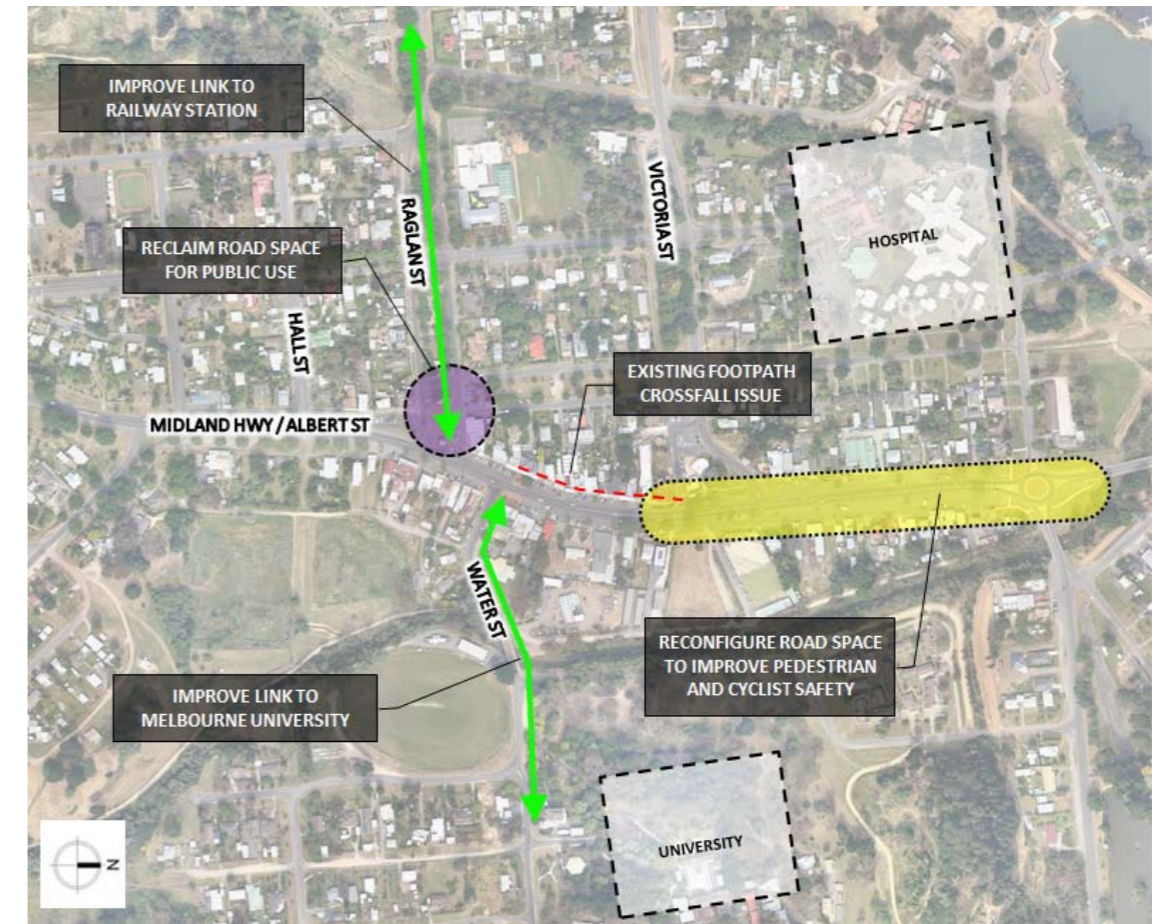 IMPROVE LINK TO
RAILWAY STATION
RECLAIM ROAD SPACE
FOR PUBLIC USE
RAGLAN ST
VICTORIA ST
HOSPITAL
HALL ST
EXISTING FOOTPATH
CROSSFALL ISSUE
MIDLAND HWY / ALBERT ST
WATER ST
RECONFIGURE ROAD SPACE
TO IMPROVE PEDESTRIAN
AND CYCLIST SAFETY
IMPROVE LINK TO
MELBOURNE UNIVERSITY
UNIVERSITY
N